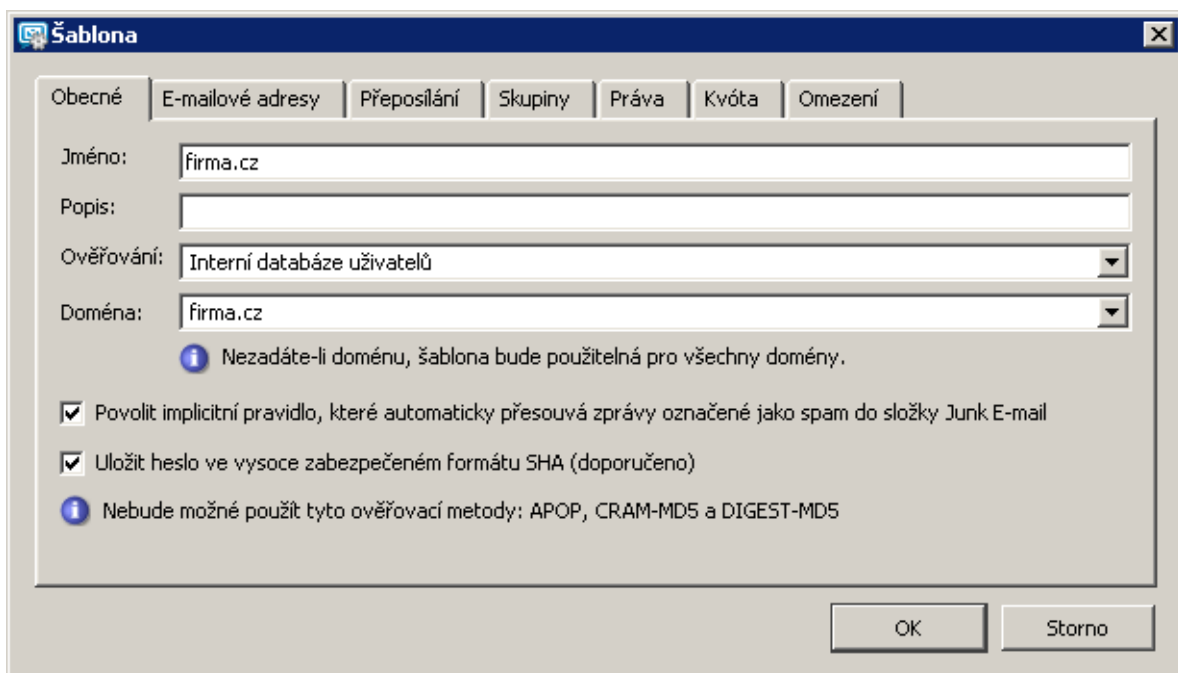 Šablona
Obecné E-mailové adresy Přeposílání Skupiny Práva Kvóta Omezení
Jméno: firma.cz
Popis:
Ověřování: Interní databáze uživatelů
Doména: firma.cz
Nezadáte-li doménu, šablona bude použitelná pro všechny domény.
Povolit implicitní pravidlo, které automaticky přesouvá zprávy označené jako spam do složky Junk E-mail
Uložit heslo ve vysoce zabezpečeném formátu SHA (doporučeno)
Nebude možné použít tyto ověřovací metody: APOP, CRAM-MD5 a DIGEST-MD5
OK Storno